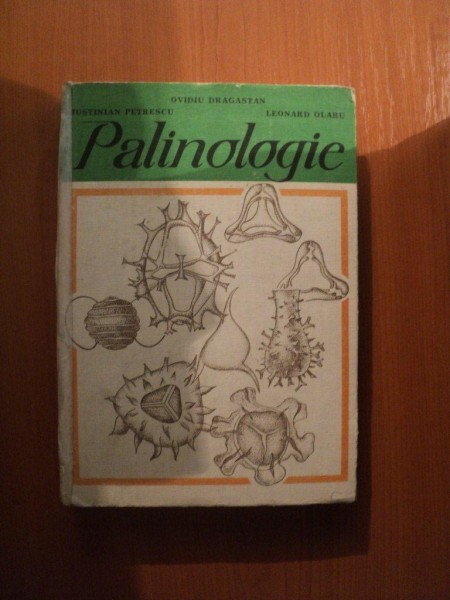 OVIDIU DRAGASTAN
IUSTINIAN PETRESCU LEONARD OLARU
Palinologie